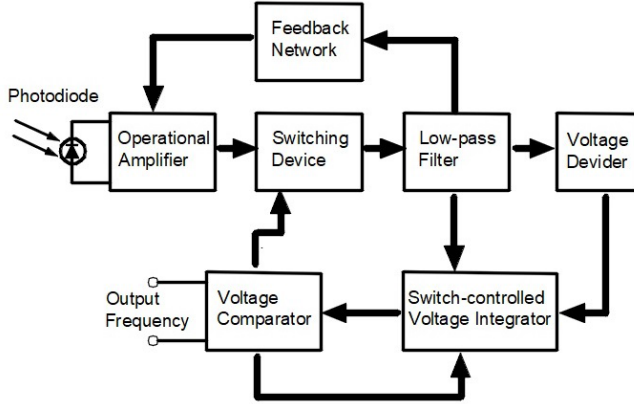 Feedback
Network
Photodiode
Operational
Amplifier
Switching
Device
Low-pass
Filter
Voltage
Devider
Output
Frequency
Voltage
Comparator
Switch-controlled
Voltage Integrator